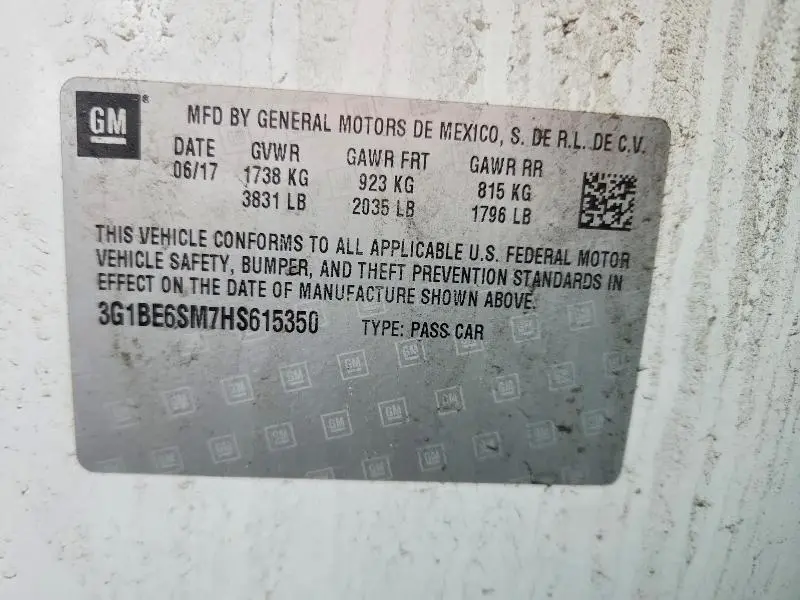 GM® MFD BY GENERAL MOTORS DE MEXICO, S. DE R.L. DE C.V.
DATE GVWR GAWR FRT GAWR RR
06/17 1738 KG 923 KG 815 KG
3831 LB 2035 LB 1796 LB
THIS VEHICLE CONFORMS TO ALL APPLICABLE U.S. FEDERAL MOTOR
VEHICLE SAFETY, BUMPER, AND THEFT PREVENTION STANDARDS IN
EFFECT ON THE DATE OF MANUFACTURE SHOWN ABOVE.
3G1BE6SM7HS615350 TYPE: PASS CAR